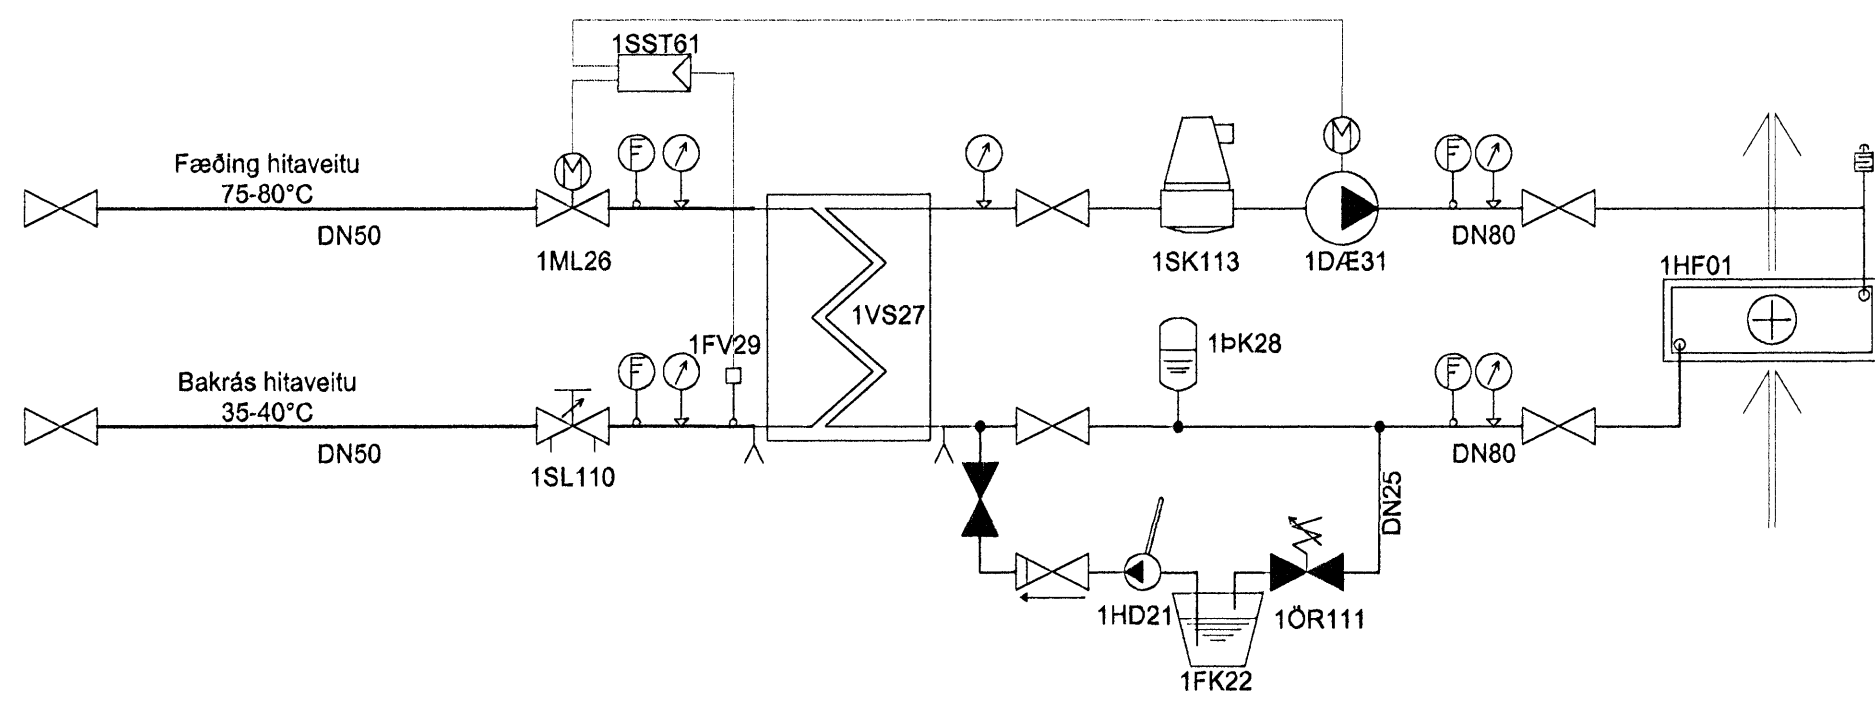 1SST61
M
M
F
F
Fæðing hitaveitu
75-80°C
DN50
1ML26
1SK113
1DÆ31
DN80
1HF01
1VS27
1FV29
1ÞK28
F
F
Bakrás hitaveitu
35-40°C
DN50
1SL110
DN80
DN25
1HD21
1ÖR111
1FK22